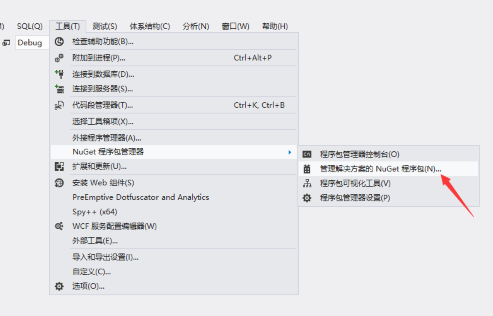 M) SQL(Q) 工具(T) 测试(S) 体系结构(C) 分析(N) 窗口(W) 帮助(H)
Debug
检查辅助功能(B)...
附加到进程(P)... Ctrl+Alt+P
连接到数据库(D)...
连接到服务器(S)...
代码段管理器(T)... Ctrl+K, Ctrl+B
选择工具箱项(X)...
外接程序管理器(A)...
NuGet 程序包管理器
程序包管理器控制台(O)
扩展和更新(U)...
管理解决方案的 NuGet 程序包(N)...
安装 Web 组件(S)
程序包可视化工具(V)
PreEmptive Dotfuscator and Analytics
程序包管理器设置(P)
Spy++ (x64)
WCF 服务配置编辑器(W)
外部工具(E)...
导入和导出设置(I)...
自定义(C)...
选项(O)...